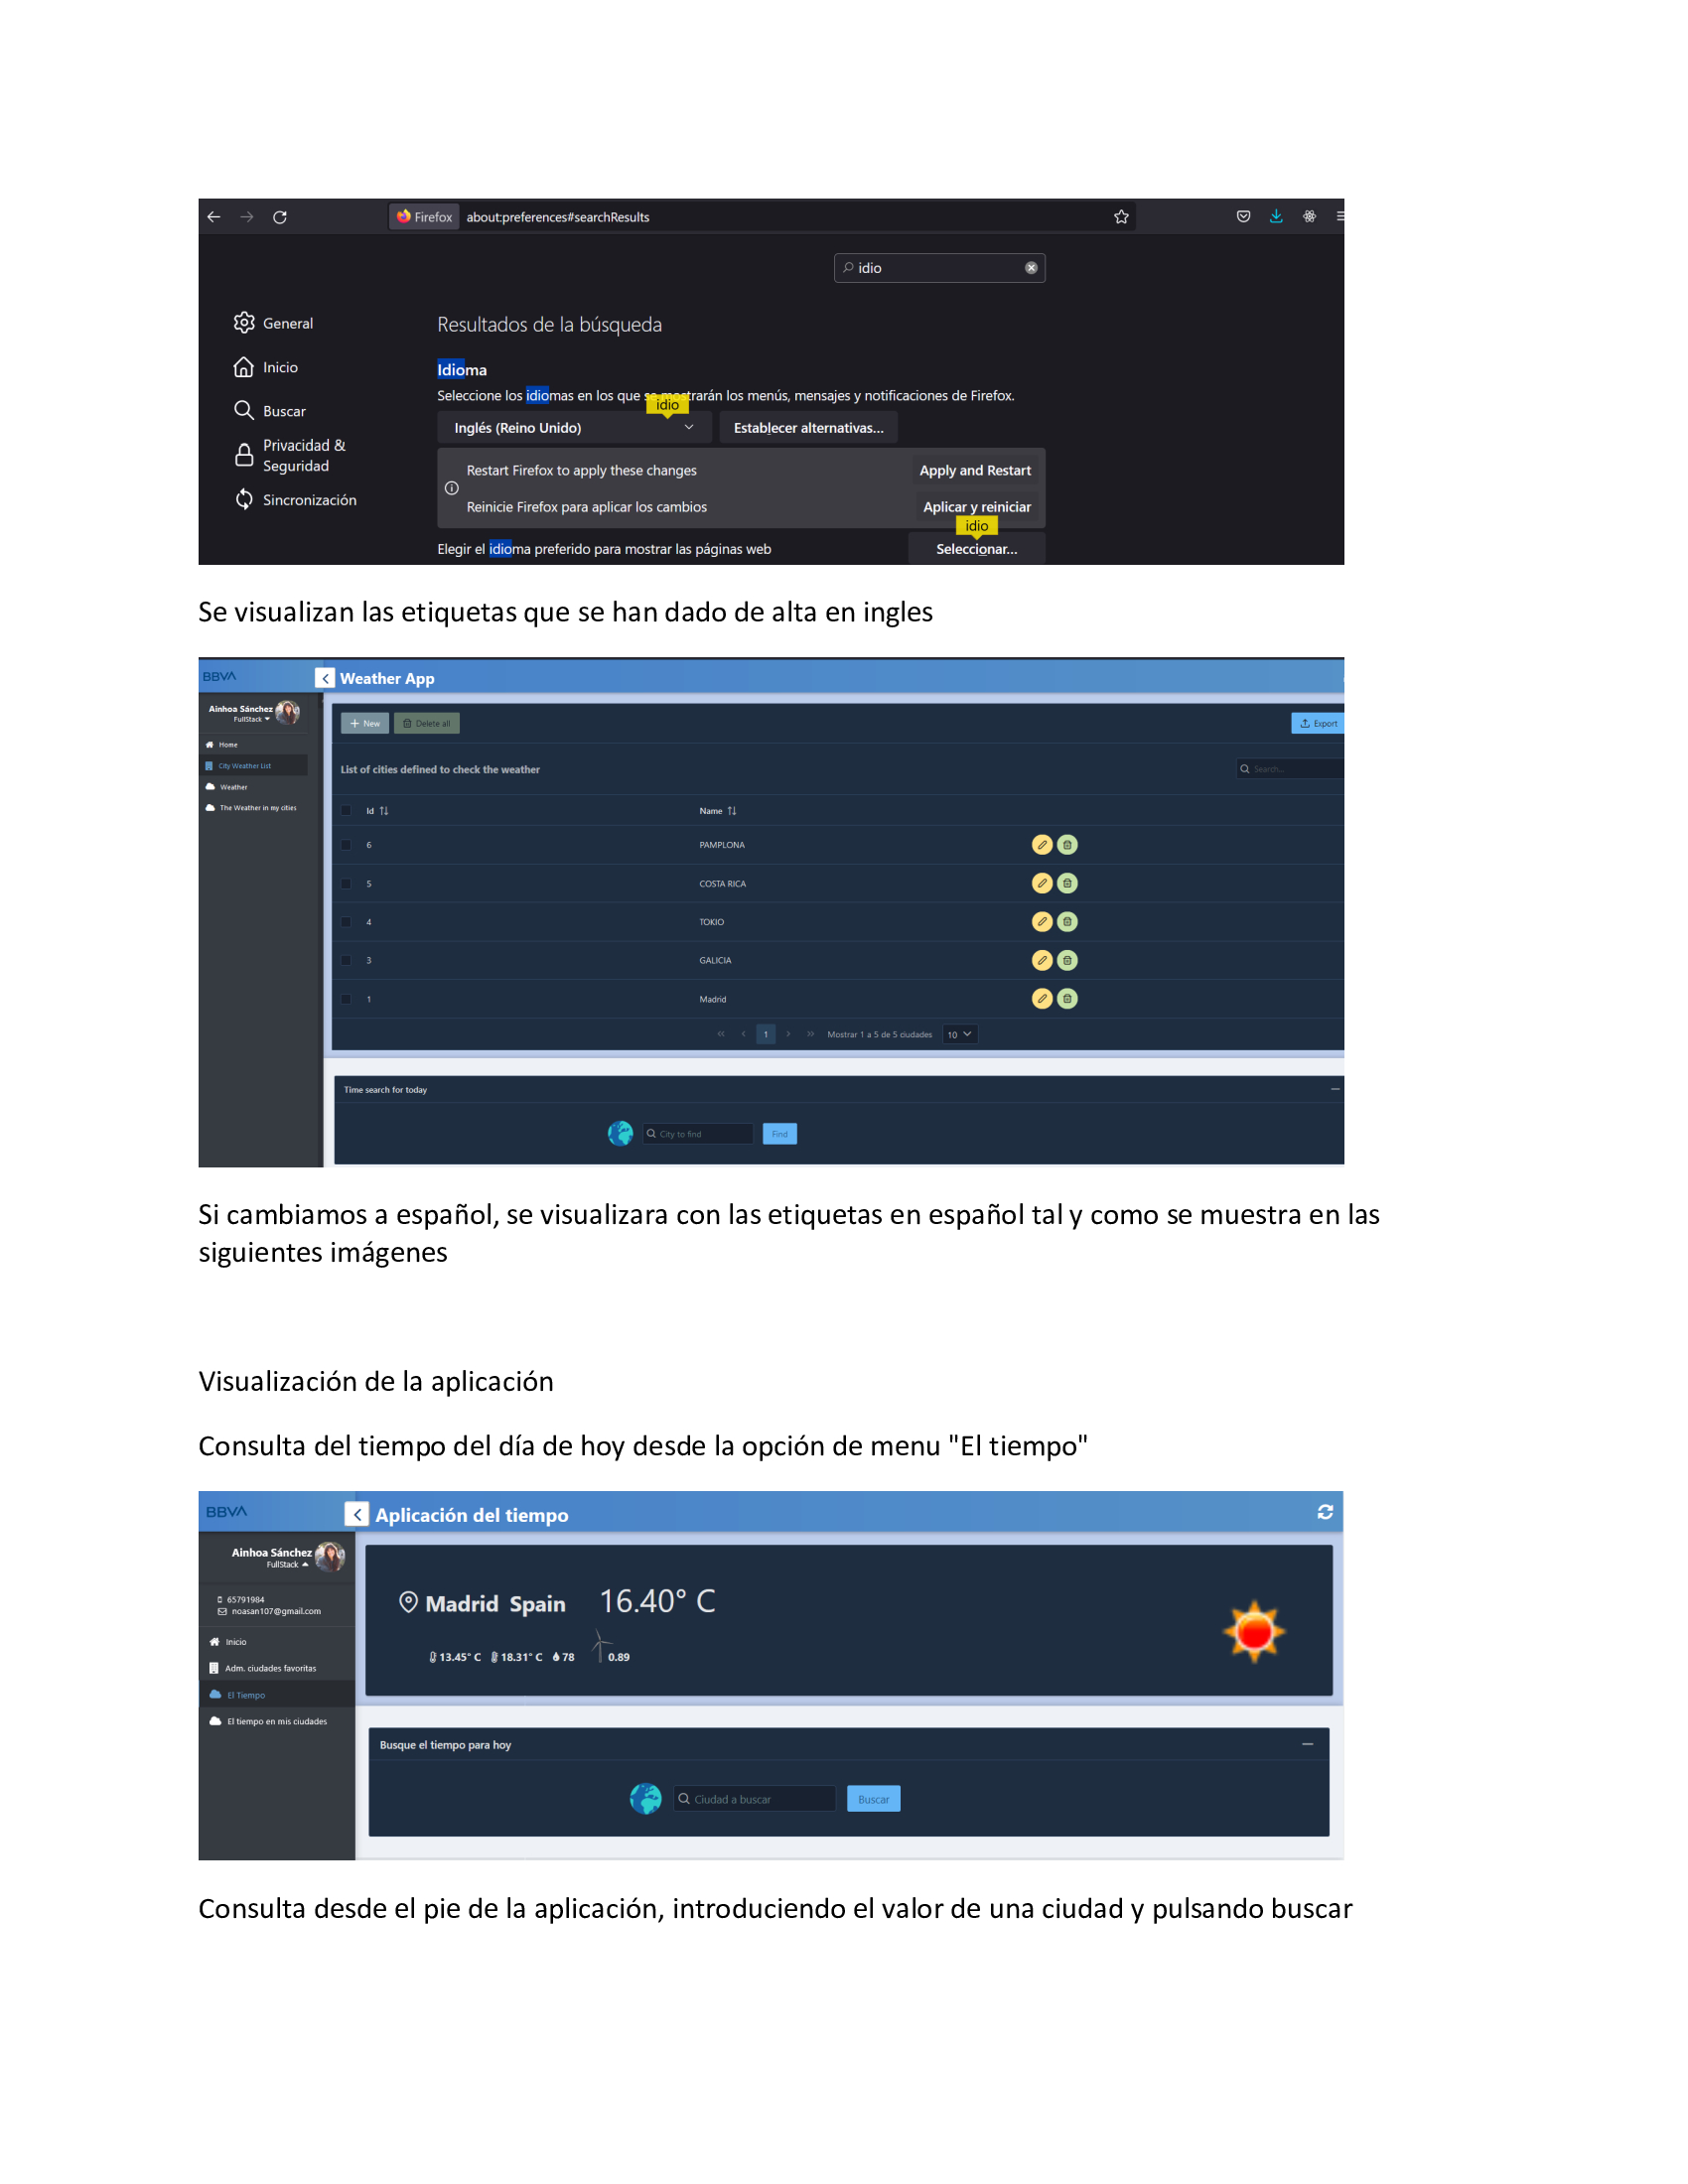 Firefox about:preferences#searchResults
idio
General
Inicio
Buscar
Privacidad &
Seguridad
Sincronización
Resultados de la búsqueda
Idioma
Seleccione los idiomas en los que se mostrarán los menús, mensajes y notificaciones de Firefox.
idio
Inglés (Reino Unido) Establecer alternativas...
Restart Firefox to apply these changes Apply and Restart
Reinicie Firefox para aplicar los cambios Aplicar y reiniciar
idio
Elegir el idioma preferido para mostrar las páginas web Seleccionar...
Se visualizan las etiquetas que se han dado de alta en ingles
BBVA Weather App
Ainhoa Sánchez
FullStack
Home
City Weather List
Weather
The Weather in my cities
New Delete all Export
List of cities defined to check the weather Search...
Id Name
6 PAMPLONA
5 COSTA RICA
4 TOKIO
3 GALICIA
1 Madrid
« ‹ 1 › » Mostrar 1 a 5 de 5 ciudades 10
Time search for today
City to find Find
Si cambiamos a español, se visualizara con las etiquetas en español tal y como se muestra en las
siguientes imágenes
Visualización de la aplicación
Consulta del tiempo del día de hoy desde la opción de menu "El tiempo"
BBVA Aplicación del tiempo
Ainhoa Sánchez
FullStack
65791984
noasan107@gmail.com
Inicio
Adm. ciudades favoritas
El Tiempo
El tiempo en mis ciudades
Madrid Spain 16.40° C
13.45° C 18.31° C 78 0.89
Busque el tiempo para hoy
Ciudad a buscar Buscar
Consulta desde el pie de la aplicación, introduciendo el valor de una ciudad y pulsando buscar